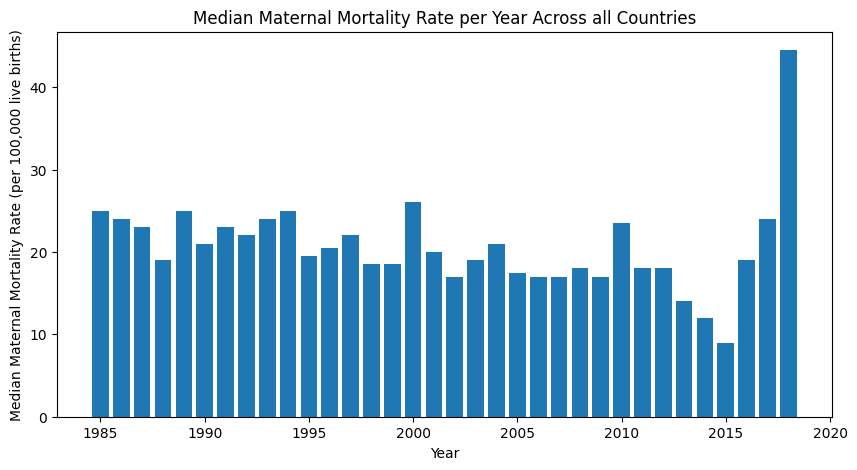 Median Maternal Mortality Rate per Year Across all Countries
Median Maternal Mortality Rate (per 100,000 live births)
40
30
20
10
0
1985 1990 1995 2000 2005 2010 2015 2020
Year